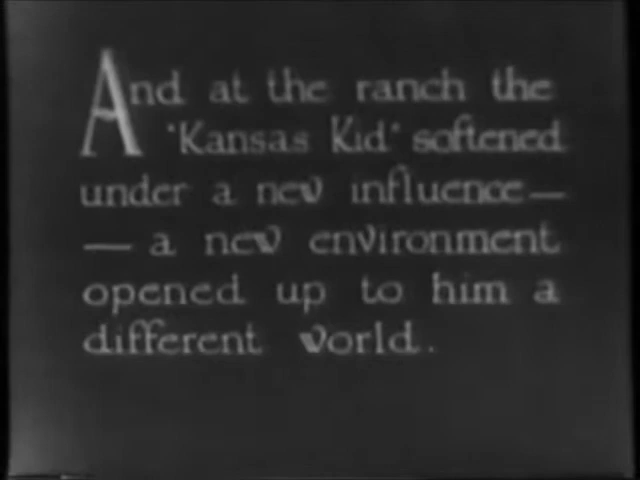 And at the ranch the
"Kansas Kid" softened
under a new influence—
— a new environment
opened up to him a
different world.